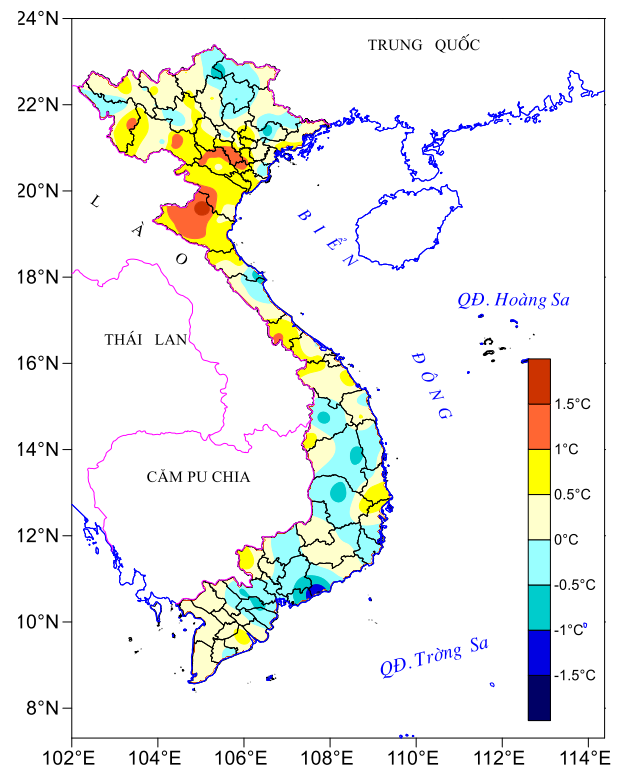 24°N
TRUNG QUỐC
22°N
20°N
LÀO
BIỂN
18°N
QĐ. Hoàng Sa
THÁI LAN
16°N
ĐÔNG
1.5°C
1°C
14°N
CĂM PU CHIA
0.5°C
0°C
12°N
-0.5°C
10°N
-1°C
QĐ. Trờng Sa
-1.5°C
8°N
102°E
104°E
106°E
108°E
110°E
112°E
114°E